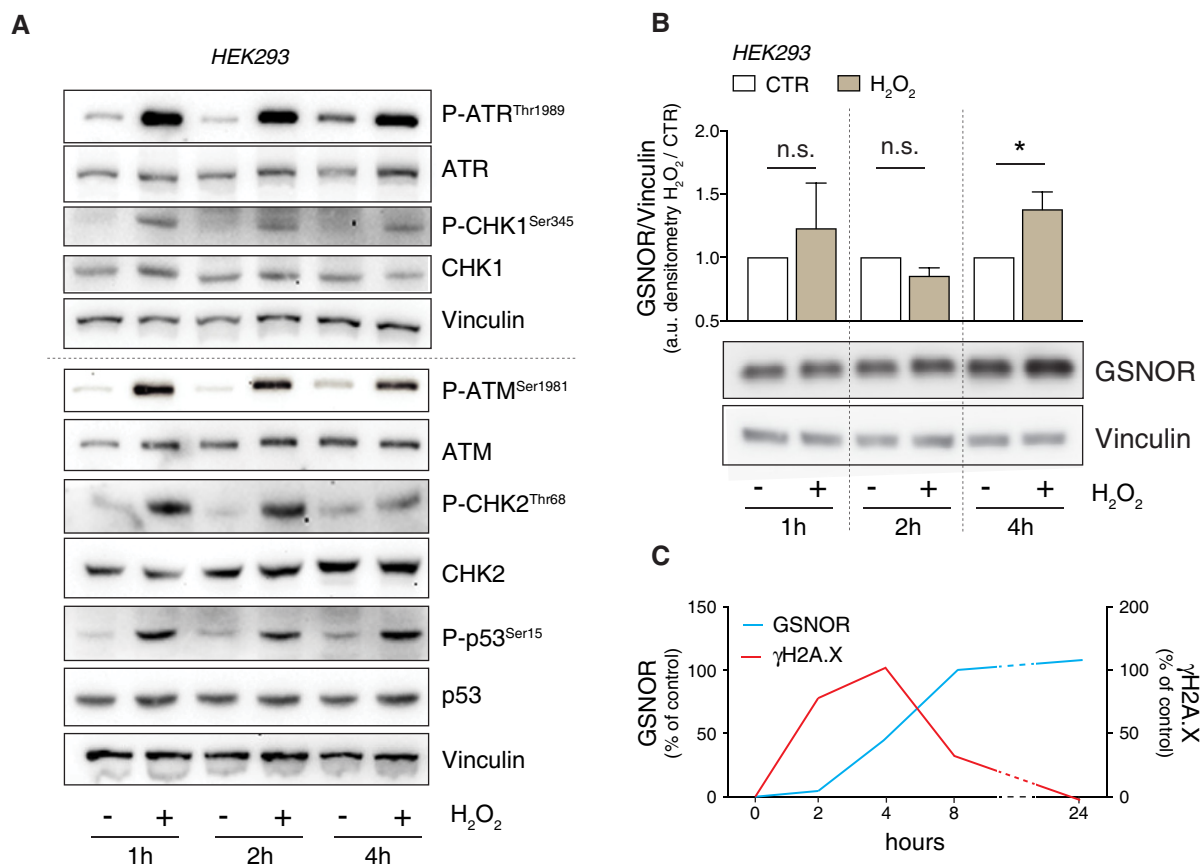 A
HEK293
P-ATRThr1989
ATR
P-CHK1Ser345
CHK1
Vinculin
P-ATMSer1981
ATM
P-CHK2Thr68
CHK2
P-p53Ser15
p53
Vinculin
- + - + - + H2O2
1h 2h 4h
B
HEK293
CTR H2O2
GSNOR/Vinculin
(a.u. densitometry H2O2/ CTR)
2.0
1.5
1.0
0.5
n.s. n.s. *
GSNOR
Vinculin
- + - + - + H2O2
1h 2h 4h
C
GSNOR
(% of control)
150
100
50
0
GSNOR
γH2A.X
200
100
50
0
γH2A.X
(% of control)
0 2 4 8 24
hours